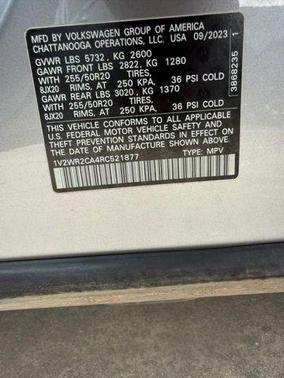 MFD BY VOLKSWAGEN GROUP OF AMERICA
CHATTANOOGA OPERATIONS, LLC. USA 09/2023
GVWR LBS 5732, KG 2600
GAWR FRONT LBS 2822, KG 1280
WITH 255/50R20 TIRES,
8JX20 RIMS, AT 250 KPA, 36 PSI COLD
GAWR REAR LBS 3020, KG 1370
WITH 255/50R20 TIRES,
8JX20 RIMS, AT 250 KPA, 36 PSI COLD
THIS VEHICLE CONFORMS TO ALL APPLICABLE
U.S. FEDERAL MOTOR VEHICLE SAFETY AND
THEFT PREVENTION STANDARDS IN EFFECT ON THE
DATE OF MANUFACTURE SHOWN ABOVE.
1V2WR2CA4RC521877 TYPE: MPV
3868235 1